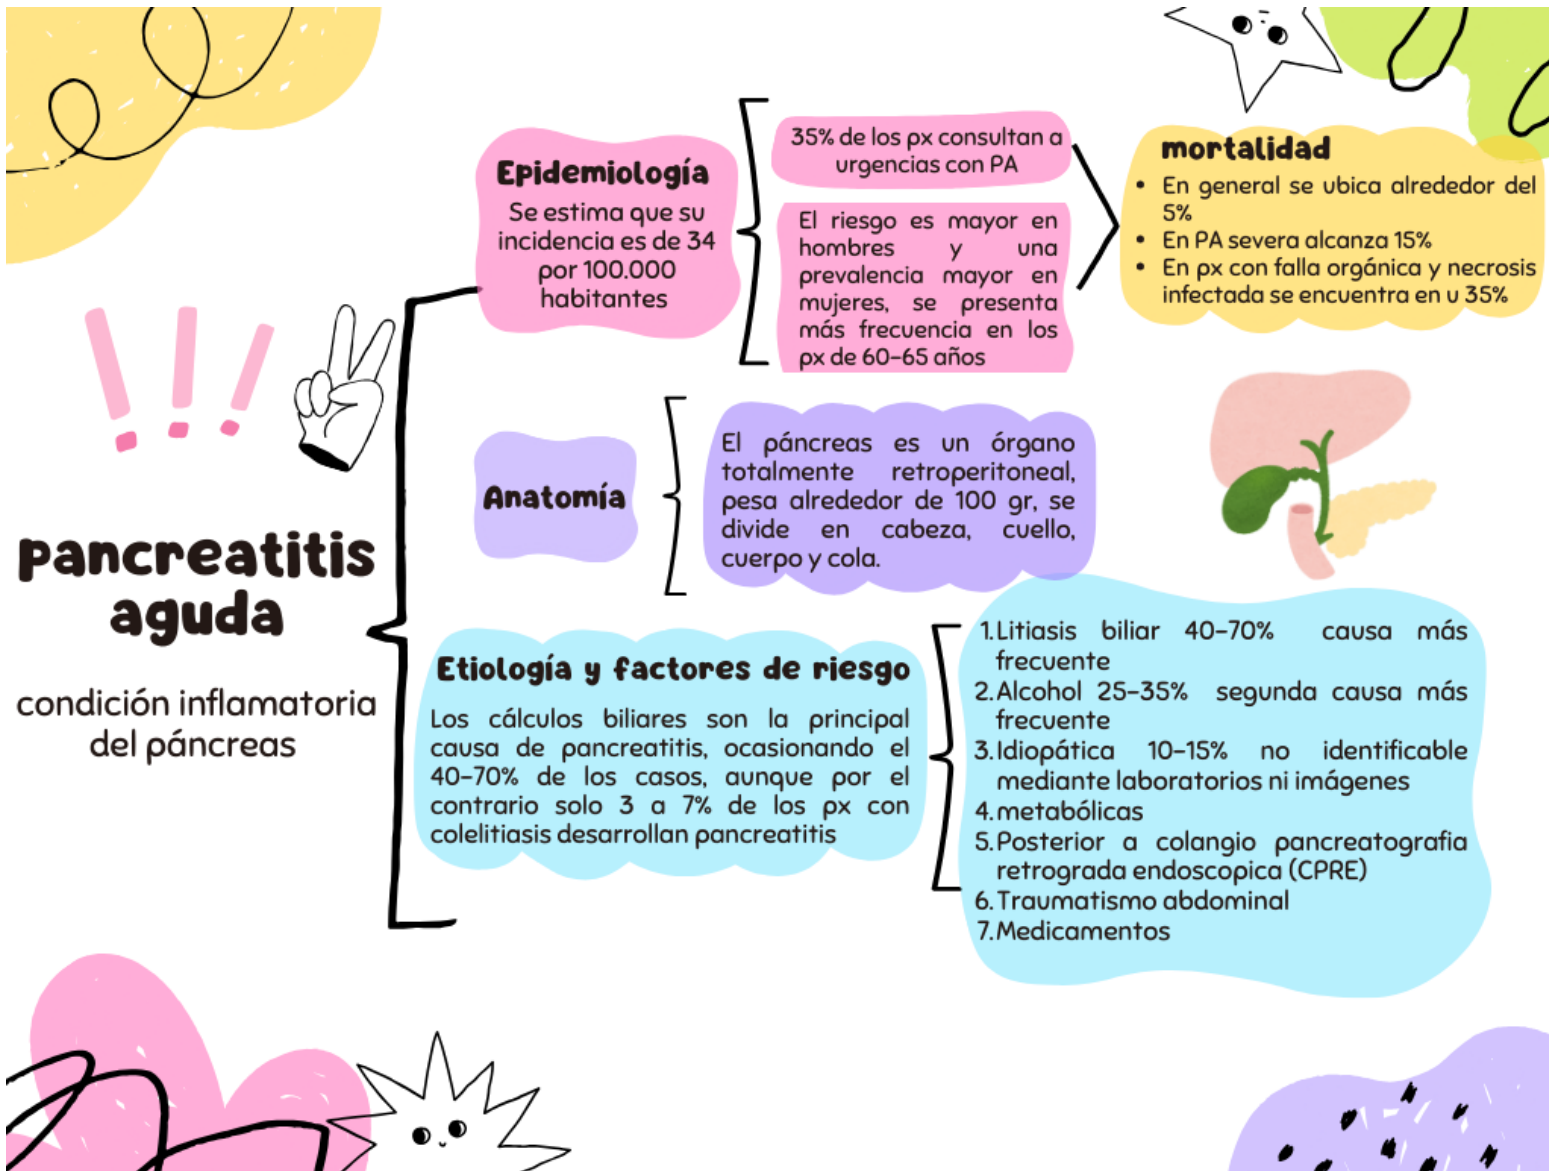 pancreatitis
aguda
condición inflamatoria
del páncreas
Epidemiología
Se estima que su
incidencia es de 34
por 100.000
habitantes
35% de los px consultan a
urgencias con PA
El riesgo es mayor en
hombres y una
prevalencia mayor en
mujeres, se presenta
más frecuencia en los
px de 60-65 años
mortalidad
• En general se ubica alrededor del
5%
• En PA severa alcanza 15%
• En px con falla orgánica y necrosis
infectada se encuentra en u 35%
Anatomía
El páncreas es un órgano
totalmente retroperitoneal,
pesa alrededor de 100 gr, se
divide en cabeza, cuello,
cuerpo y cola.
Etiología y factores de riesgo
Los cálculos biliares son la principal
causa de pancreatitis, ocasionando el
40-70% de los casos, aunque por el
contrario solo 3 a 7% de los px con
colelitiasis desarrollan pancreatitis
1. Litiasis biliar 40-70% causa más
frecuente
2. Alcohol 25-35% segunda causa más
frecuente
3. Idiopática 10-15% no identificable
mediante laboratorios ni imágenes
4. metabólicas
5. Posterior a colangio pancreatografia
retrograda endoscopica (CPRE)
6. Traumatismo abdominal
7. Medicamentos